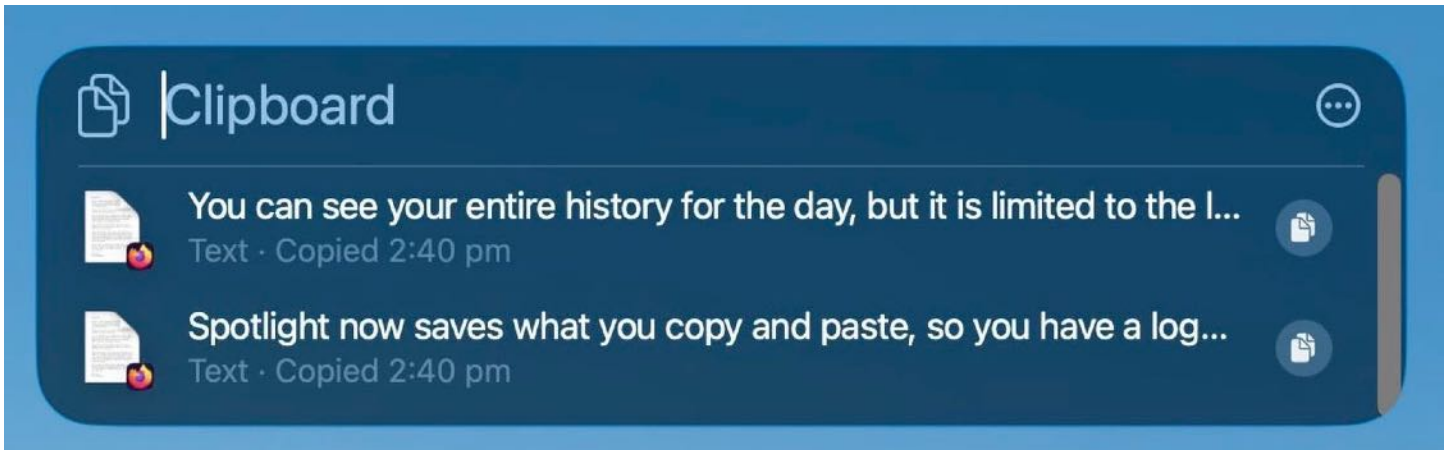 Clipboard
You can see your entire history for the day, but it is limited to the l...
Text · Copied 2:40 pm
Spotlight now saves what you copy and paste, so you have a log...
Text · Copied 2:40 pm